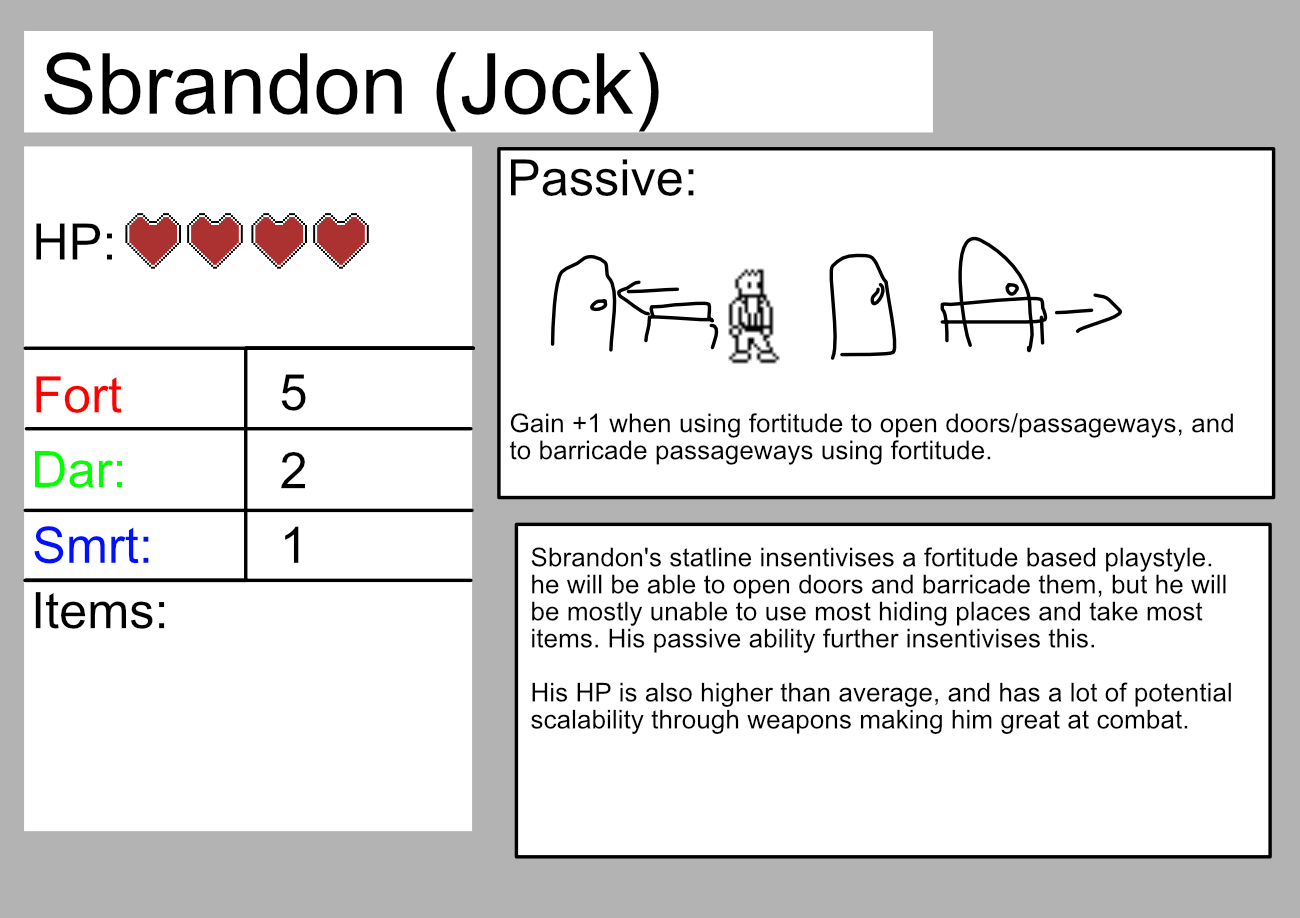 Sbrandon (Jock)
HP:
Fort 5
Dar: 2
Smrt: 1
Items:
Passive:
Gain +1 when using fortitude to open doors/passageways, and
to barricade passageways using fortitude.
Sbrandon's statline insentivises a fortitude based playstyle.
he will be able to open doors and barricade them, but he will
be mostly unable to use most hiding places and take most
items. His passive ability further insentivises this.
His HP is also higher than average, and has a lot of potential
scalability through weapons making him great at combat.